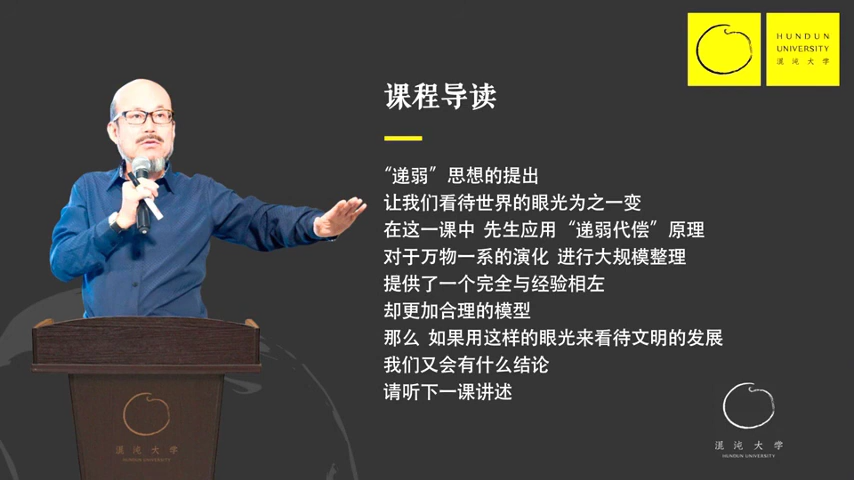 HUNDUN
UNIVERSITY
混沌大学
课程导读
“递弱”思想的提出
让我们看待世界的眼光为之一变
在这一课中 先生应用“递弱代偿”原理
对于万物一系的演化 进行大规模整理
提供了一个完全与经验相左
却更加合理的模型
那么 如果用这样的眼光来看待文明的发展
我们又会有什么结论
请听下一课讲述
混沌大学
HUNDUN UNIVERSITY
混沌大学
HUNDUN UNIVERSITY